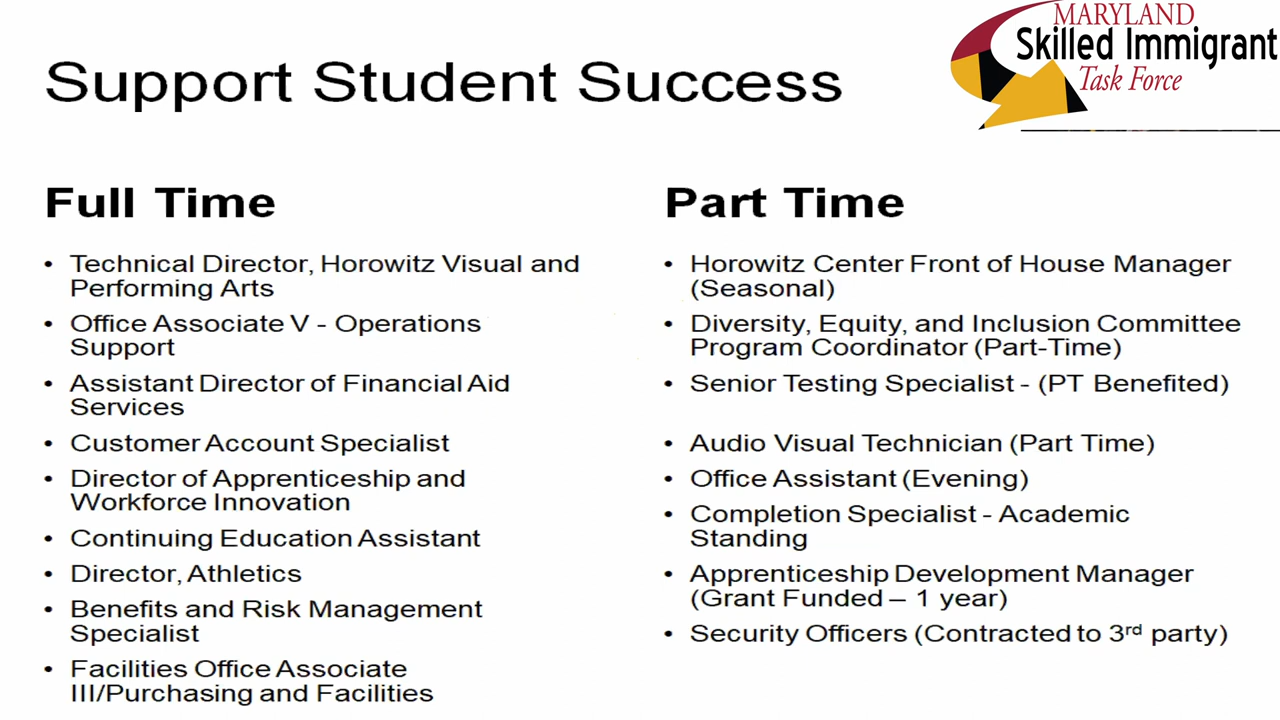 MARYLAND
Skilled Immigrant
Task Force
Support Student Success
Full Time
• Technical Director, Horowitz Visual and
Performing Arts
• Office Associate V - Operations
Support
• Assistant Director of Financial Aid
Services
• Customer Account Specialist
• Director of Apprenticeship and
Workforce Innovation
• Continuing Education Assistant
• Director, Athletics
• Benefits and Risk Management
Specialist
• Facilities Office Associate
III/Purchasing and Facilities
Part Time
• Horowitz Center Front of House Manager
(Seasonal)
• Diversity, Equity, and Inclusion Committee
Program Coordinator (Part-Time)
• Senior Testing Specialist - (PT Benefited)
• Audio Visual Technician (Part Time)
• Office Assistant (Evening)
• Completion Specialist - Academic
Standing
• Apprenticeship Development Manager
(Grant Funded – 1 year)
• Security Officers (Contracted to 3rd party)